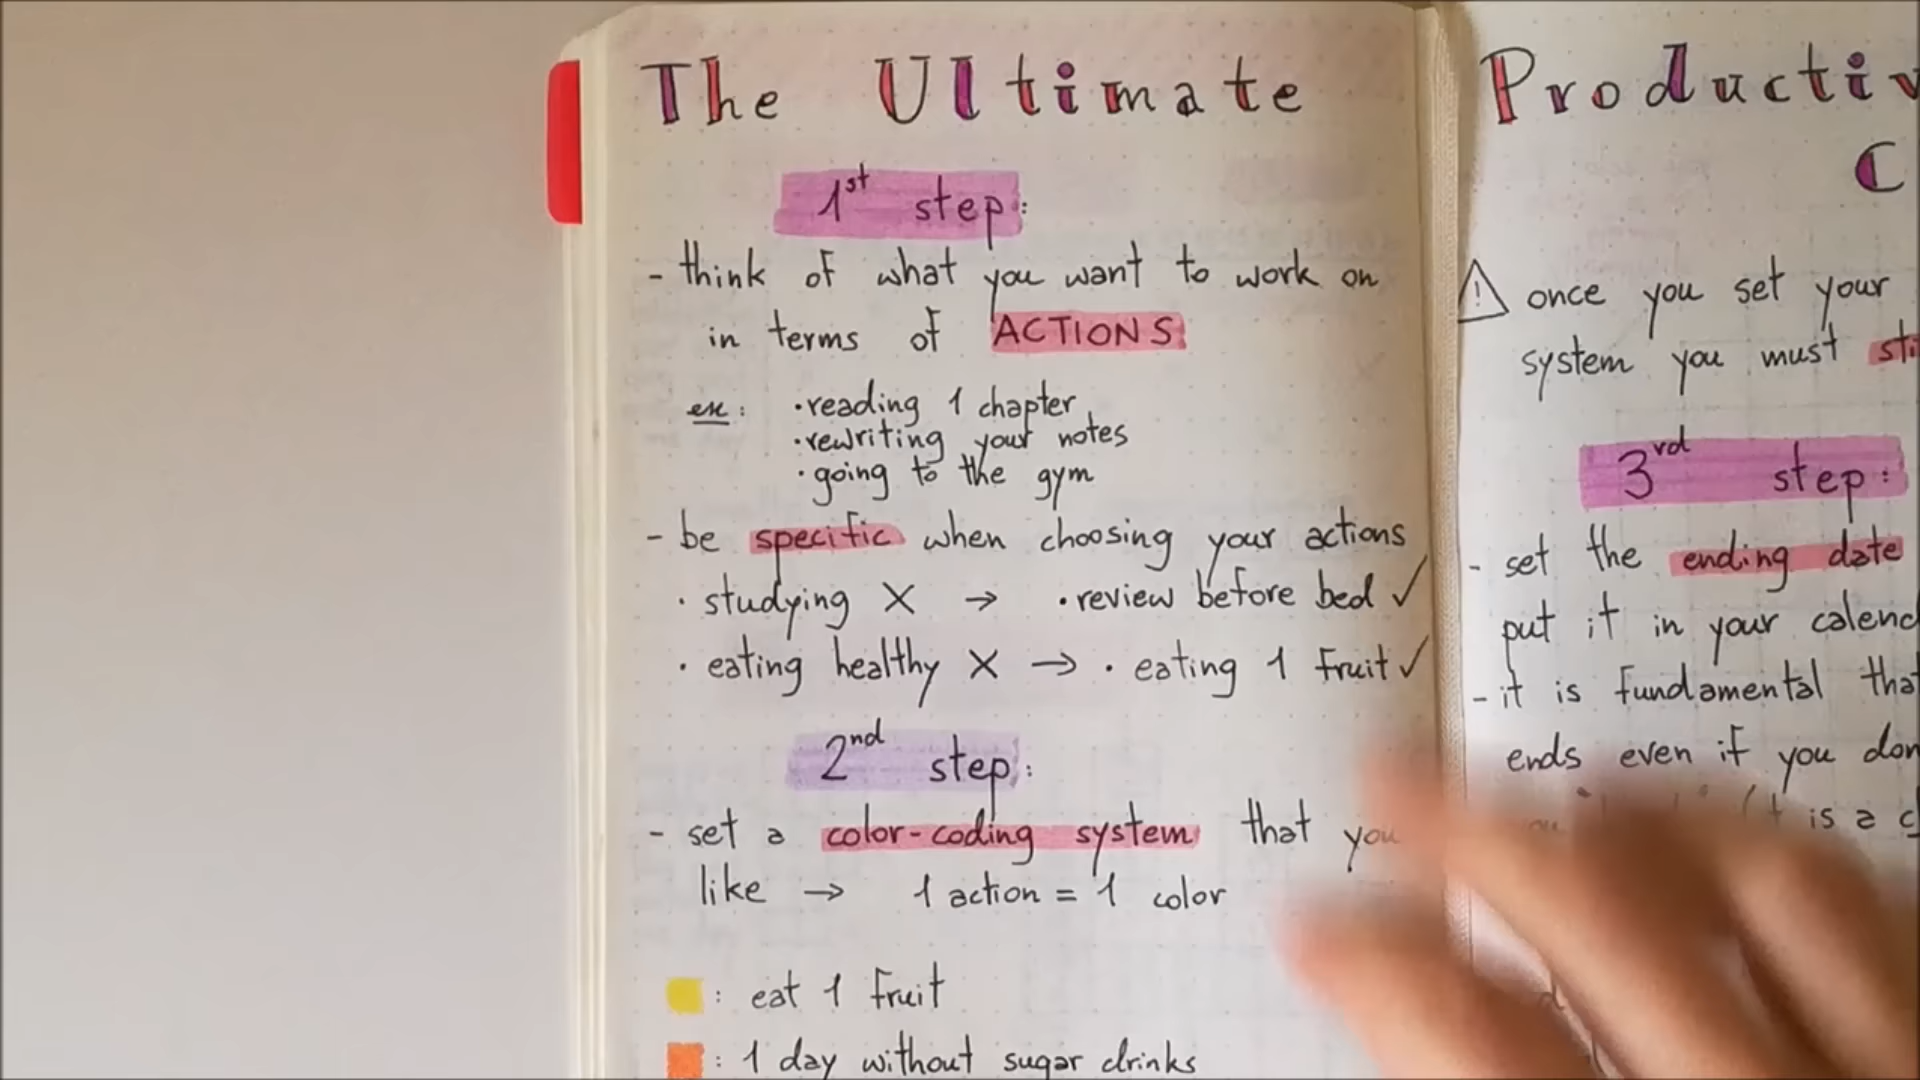 The Ultimate
1st step:
- think of what you want to work on
in terms of ACTIONS
ex: • reading 1 chapter
• rewriting your notes
• going to the gym
- be specific when choosing your actions
• studying X → • review before bed ✓
• eating healthy X → • eating 1 fruit ✓
2nd step:
- set a color-coding system that you
like → 1 action = 1 color
: eat 1 fruit
: 1 day without sugar drinks
Productiv
C
! once you set your
system you must sti
3rd step:
- set the ending date
put it in your calend
- it is fundamental that
ends even if you don
is a c